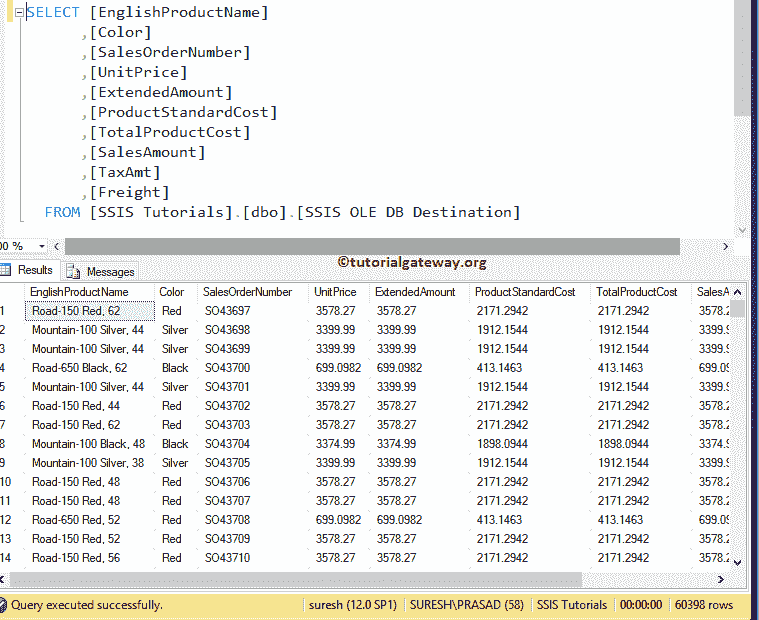 SELECT [EnglishProductName]
,[Color]
,[SalesOrderNumber]
,[UnitPrice]
,[ExtendedAmount]
,[ProductStandardCost]
,[TotalProductCost]
,[SalesAmount]
,[TaxAmt]
,[Freight]
FROM [SSIS Tutorials].[dbo].[SSIS OLE DB Destination]
00 %
©tutorialgateway.org
Results Messages
EnglishProductName Color SalesOrderNumber UnitPrice ExtendedAmount ProductStandardCost TotalProductCost SalesA
1 Road-150 Red, 62 Red SO43697 3578.27 3578.27 2171.2942 2171.2942 3578.2
2 Mountain-100 Silver, 44 Silver SO43698 3399.99 3399.99 1912.1544 1912.1544 3399.9
3 Mountain-100 Silver, 44 Silver SO43699 3399.99 3399.99 1912.1544 1912.1544 3399.9
4 Road-650 Black, 62 Black SO43700 699.0982 699.0982 413.1463 413.1463 699.09
5 Mountain-100 Silver, 44 Silver SO43701 3399.99 3399.99 1912.1544 1912.1544 3399.9
6 Road-150 Red, 44 Red SO43702 3578.27 3578.27 2171.2942 2171.2942 3578.2
7 Road-150 Red, 62 Red SO43703 3578.27 3578.27 2171.2942 2171.2942 3578.2
8 Mountain-100 Black, 48 Black SO43704 3374.99 3374.99 1898.0944 1898.0944 3374.9
9 Mountain-100 Silver, 38 Silver SO43705 3399.99 3399.99 1912.1544 1912.1544 3399.9
10 Road-150 Red, 48 Red SO43706 3578.27 3578.27 2171.2942 2171.2942 3578.2
11 Road-150 Red, 48 Red SO43707 3578.27 3578.27 2171.2942 2171.2942 3578.2
12 Road-650 Red, 52 Red SO43708 699.0982 699.0982 413.1463 413.1463 699.09
13 Road-150 Red, 52 Red SO43709 3578.27 3578.27 2171.2942 2171.2942 3578.2
14 Road-150 Red, 56 Red SO43710 3578.27 3578.27 2171.2942 2171.2942 3578.2
Query executed successfully. suresh (12.0 SP1) SURESH\PRASAD (58) SSIS Tutorials 00:00:00 60398 rows